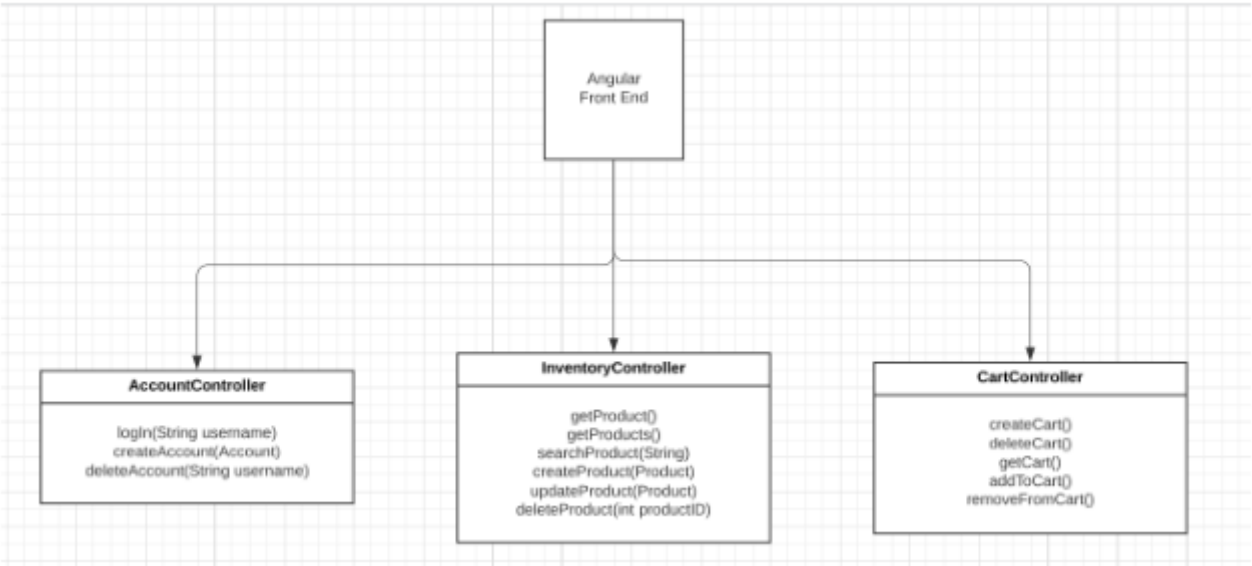 Angular
Front End
AccountController
logIn(String username)
createAccount(Account)
deleteAccount(String username)
InventoryController
getProduct()
getProducts()
searchProduct(String)
createProduct(Product)
updateProduct(Product)
deleteProduct(int productID)
CartController
createCart()
deleteCart()
getCart()
addToCart()
removeFromCart()